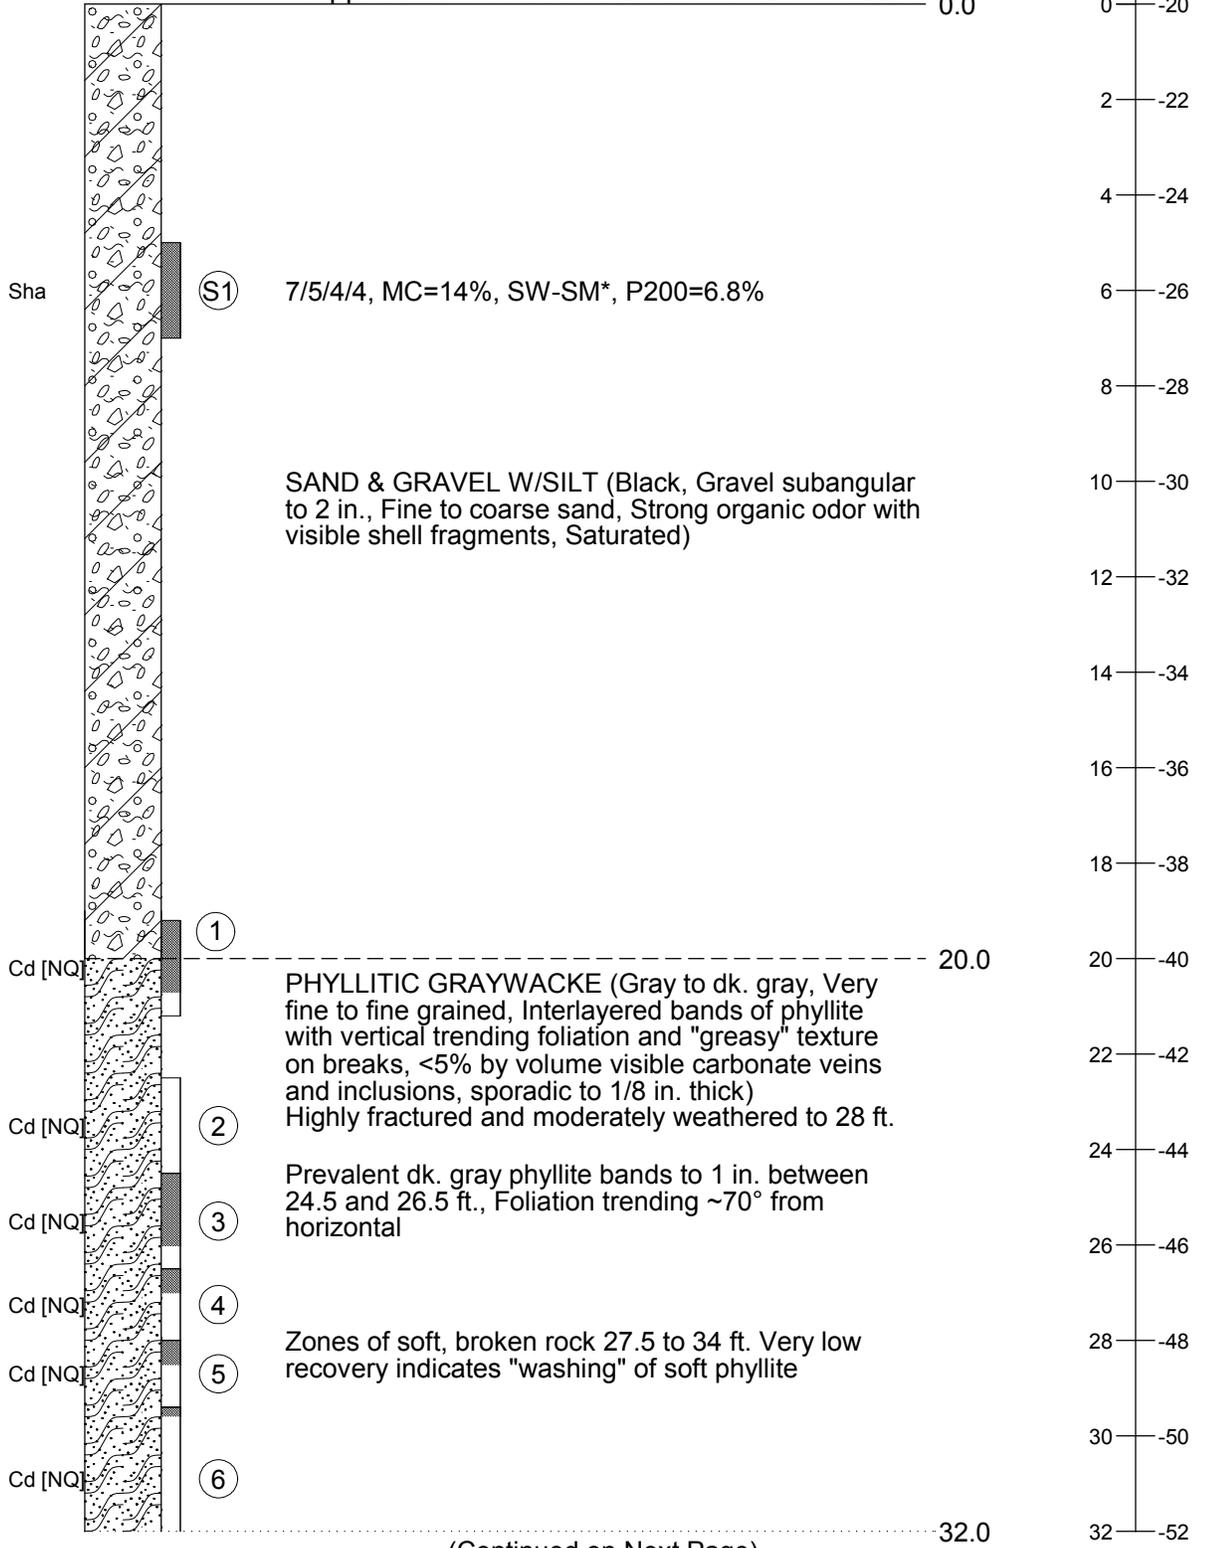 0.0
0 -20
2 -22
4 -24
Sha S1 7/5/4/4, MC=14%, SW-SM*, P200=6.8% 6 -26
8 -28
SAND & GRAVEL W/SILT (Black, Gravel subangular 10 -30
to 2 in., Fine to coarse sand, Strong organic odor with
visible shell fragments, Saturated)
12 -32
14 -34
16 -36
18 -38
1
Cd [NQ] 20.0 20 -40
PHYLLITIC GRAYWACKE (Gray to dk. gray, Very
fine to fine grained, Interlayered bands of phyllite
with vertical trending foliation and "greasy" texture
on breaks, <5% by volume visible carbonate veins 22 -42
and inclusions, sporadic to 1/8 in. thick)
Cd [NQ] 2 Highly fractured and moderately weathered to 28 ft.
24 -44
Prevalent dk. gray phyllite bands to 1 in. between
24.5 and 26.5 ft., Foliation trending ~70° from
Cd [NQ] 3 horizontal
26 -46
Cd [NQ] 4
Zones of soft, broken rock 27.5 to 34 ft. Very low 28 -48
Cd [NQ] 5 recovery indicates "washing" of soft phyllite
30 -50
Cd [NQ] 6
32.0 32 -52
(Continued on Next Page)